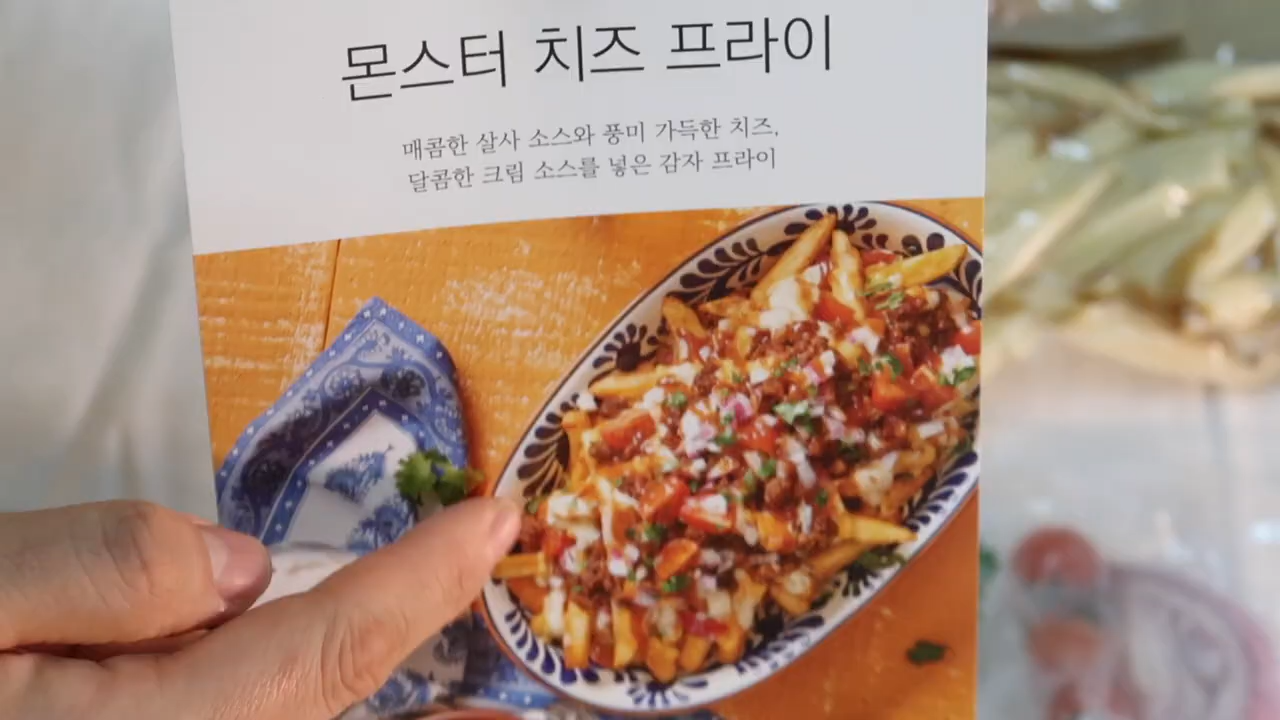 몬스터 치즈 프라이
매콤한 살사 소스와 풍미 가득한 치즈,
달콤한 크림 소스를 넣은 감자 프라이